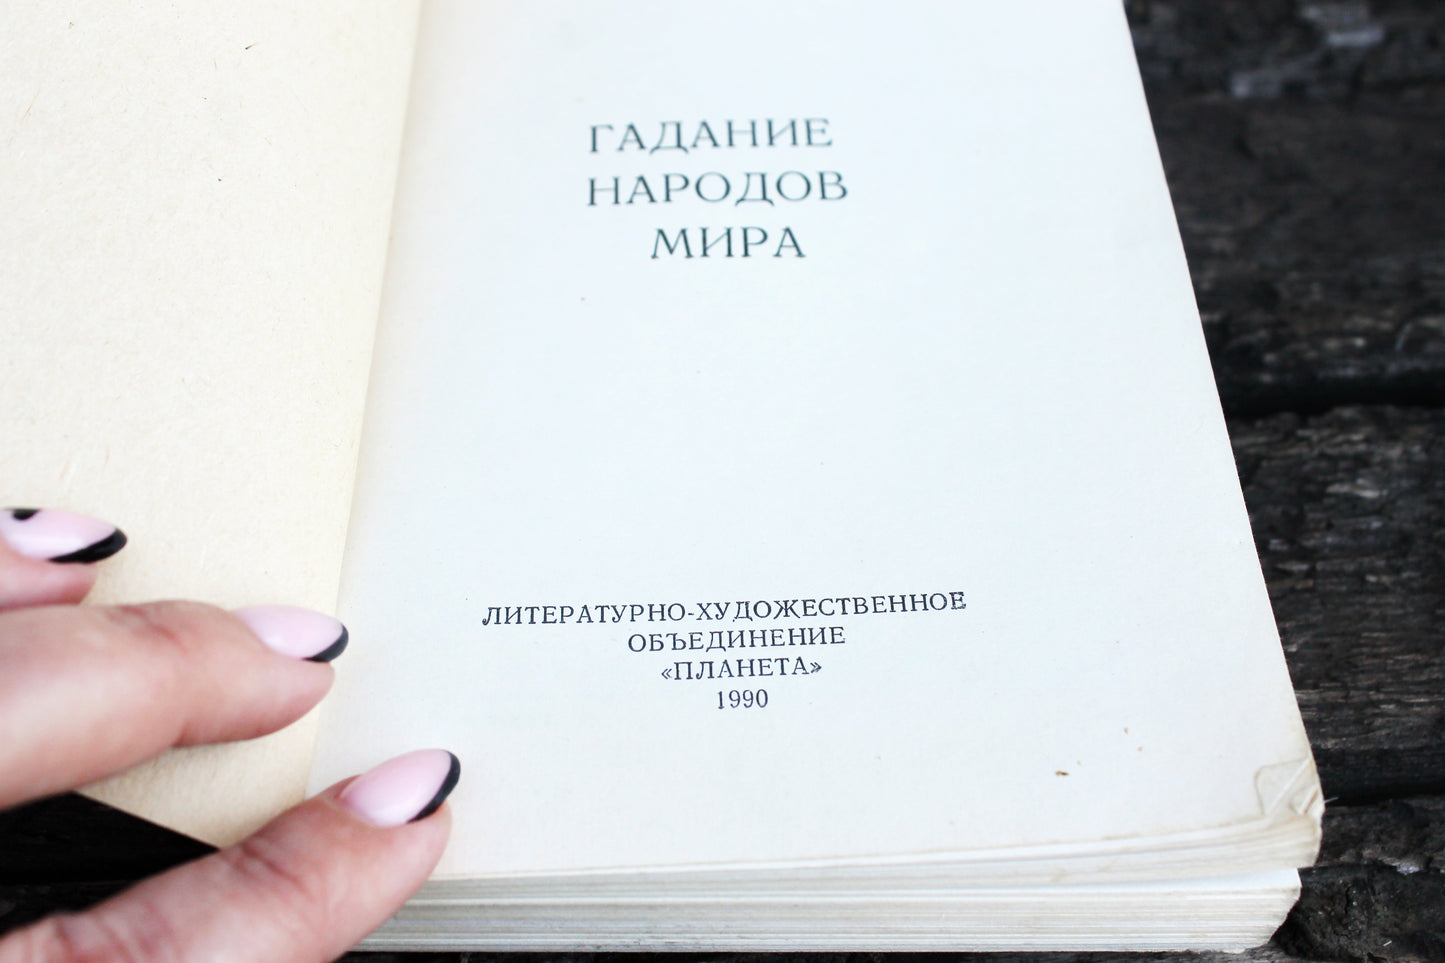 ГАДАНИЕ
НАРОДОВ
МИРА
ЛИТЕРАТУРНО-ХУДОЖЕСТВЕННОЕ
ОБЪЕДИНЕНИЕ
«ПЛАНЕТА»
1990